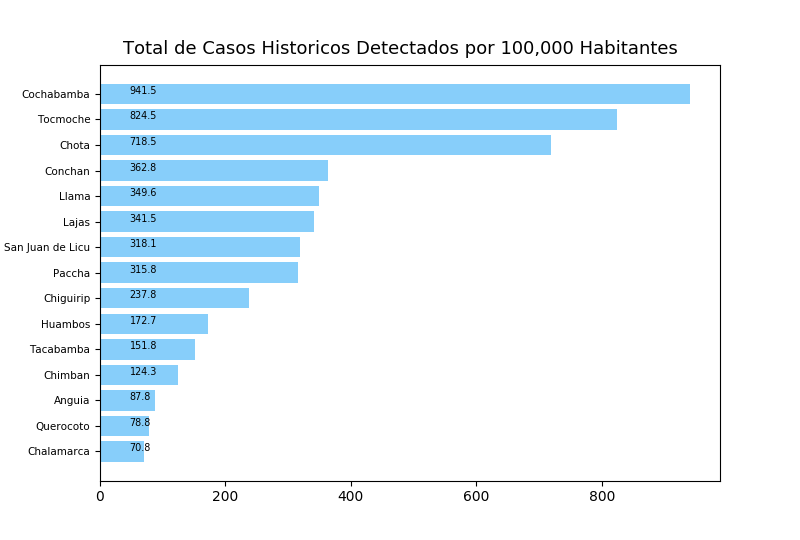 Total de Casos Historicos Detectados por 100,000 Habitantes
Cochabamba 941.5
Tocmoche 824.5
Chota 718.5
Conchan 362.8
Llama 349.6
Lajas 341.5
San Juan de Licu 318.1
Paccha 315.8
Chiguirip 237.8
Huambos 172.7
Tacabamba 151.8
Chimban 124.3
Anguia 87.8
Querocoto 78.8
Chalamarca 70.8
0 200 400 600 800